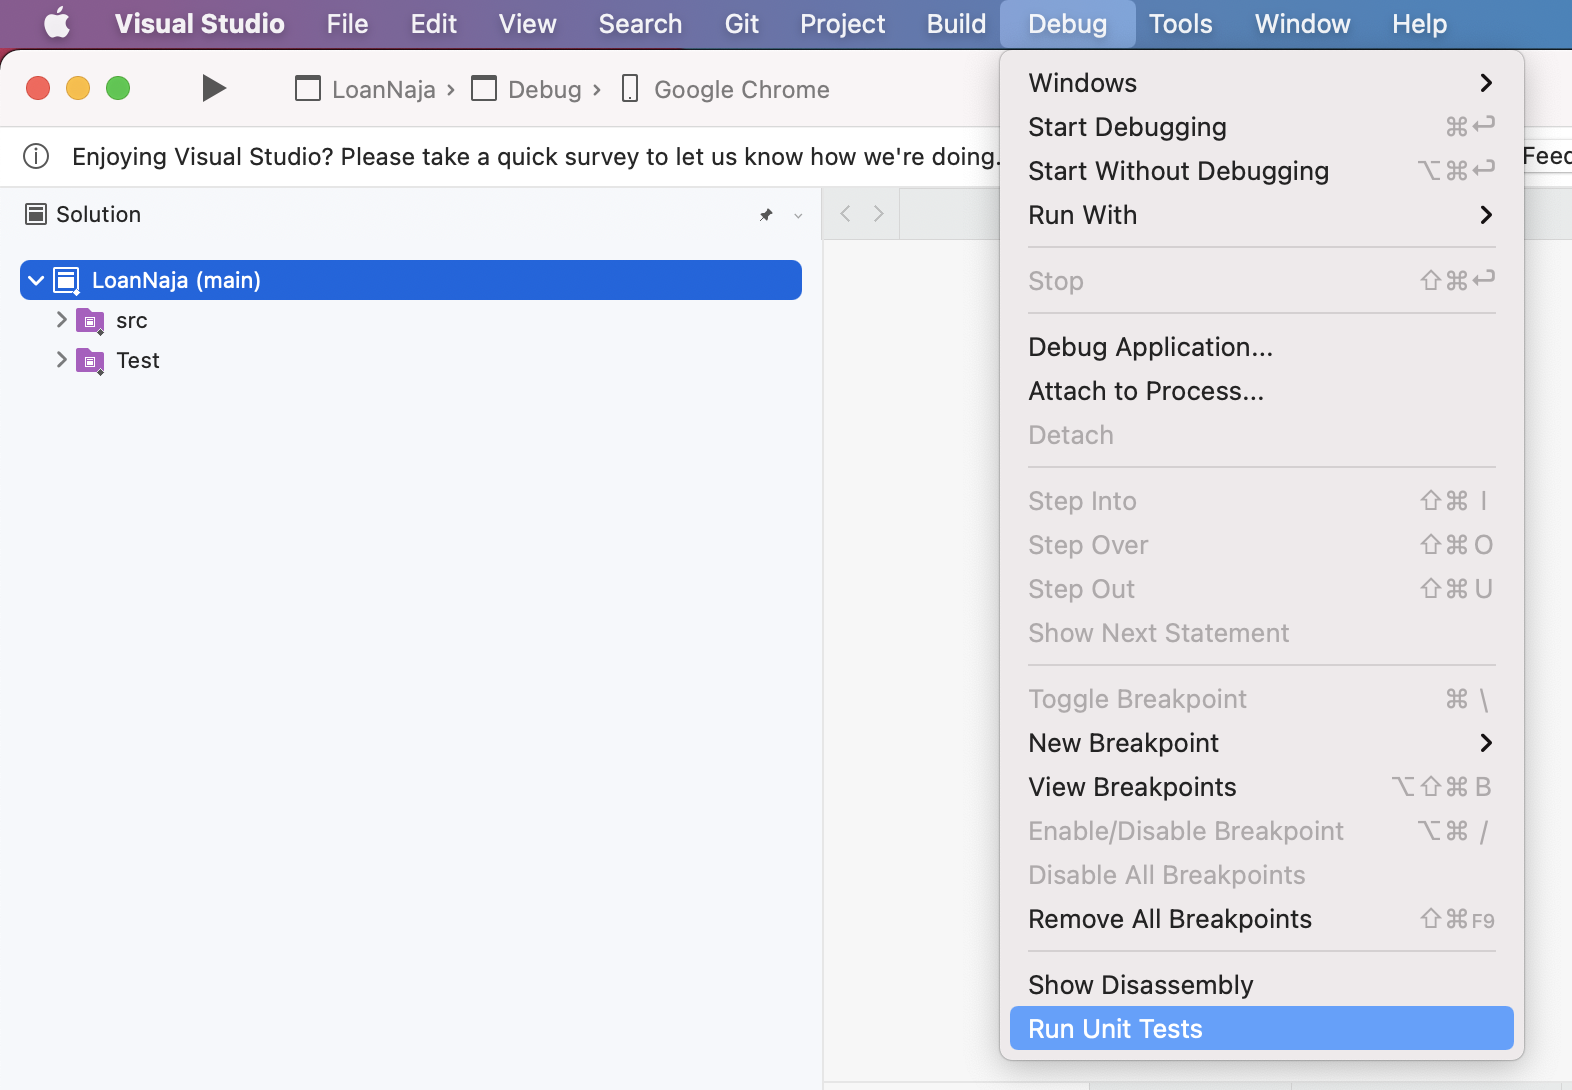 Visual Studio File Edit View Search Git Project Build Debug Tools Window Help
LoanNaja › Debug › Google Chrome
Enjoying Visual Studio? Please take a quick survey to let us know how we're doing.
Feed
Solution
LoanNaja (main)
src
Test
Windows
Start Debugging ⌘↩
Start Without Debugging ⌥⌘↩
Run With
Stop ⇧⌘↩
Debug Application...
Attach to Process...
Detach
Step Into ⇧⌘ I
Step Over ⇧⌘ O
Step Out ⇧⌘ U
Show Next Statement
Toggle Breakpoint ⌘ \
New Breakpoint
View Breakpoints ⌥⇧⌘ B
Enable/Disable Breakpoint ⌥⌘ /
Disable All Breakpoints
Remove All Breakpoints ⇧⌘F9
Show Disassembly
Run Unit Tests